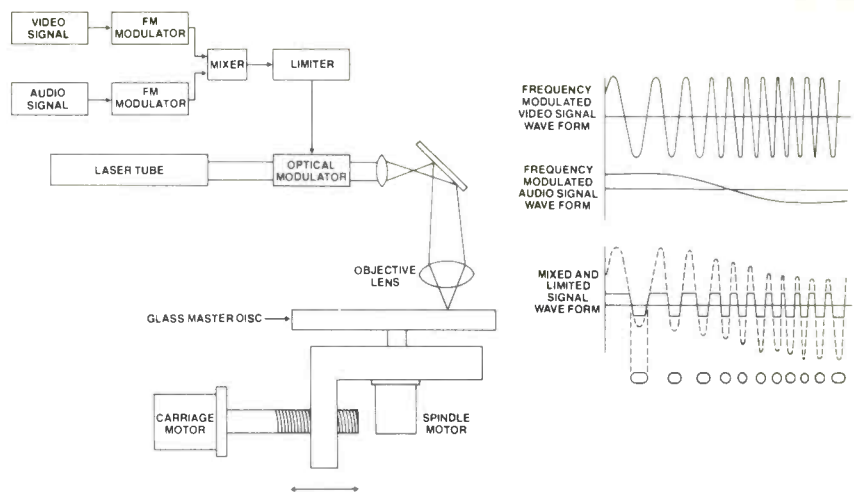 VIDEO
SIGNAL
FM
MODULATOR
MIXER
LIMITER
AUDIO
SIGNAL
FM
MODULATOR
LASER TUBE
OPTICAL
MODULATOR
OBJECTIVE
LENS
GLASS MASTER DISC
CARRIAGE
MOTOR
SPINDLE
MOTOR
FREQUENCY
MODULATED
VIDEO SIGNAL
WAVE FORM
FREQUENCY
MODULATED
AUDIO SIGNAL
WAVE FORM
MIXED AND
LIMITED
SIGNAL
WAVE FORM